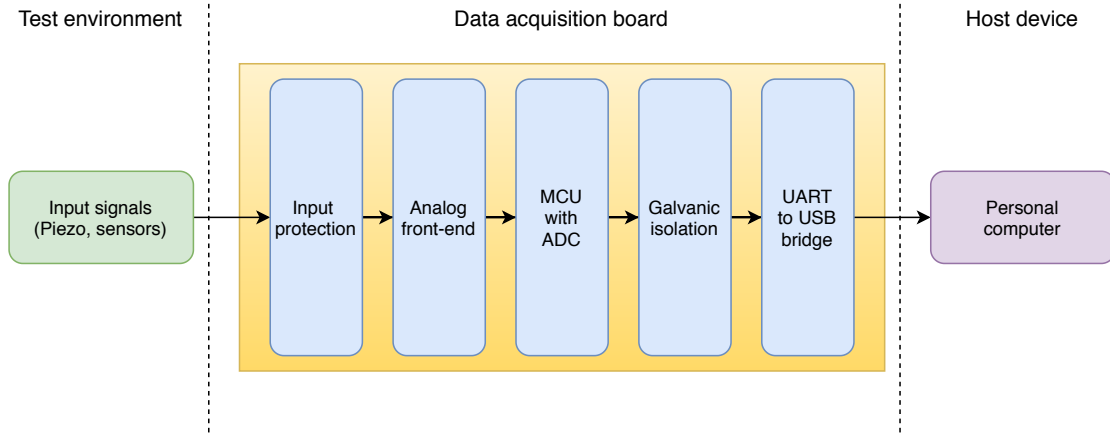 Test environment
Data acquisition board
Host device
Input signals
(Piezo, sensors)
Input
protection
Analog
front-end
MCU
with
ADC
Galvanic
isolation
UART
to USB
bridge
Personal
computer